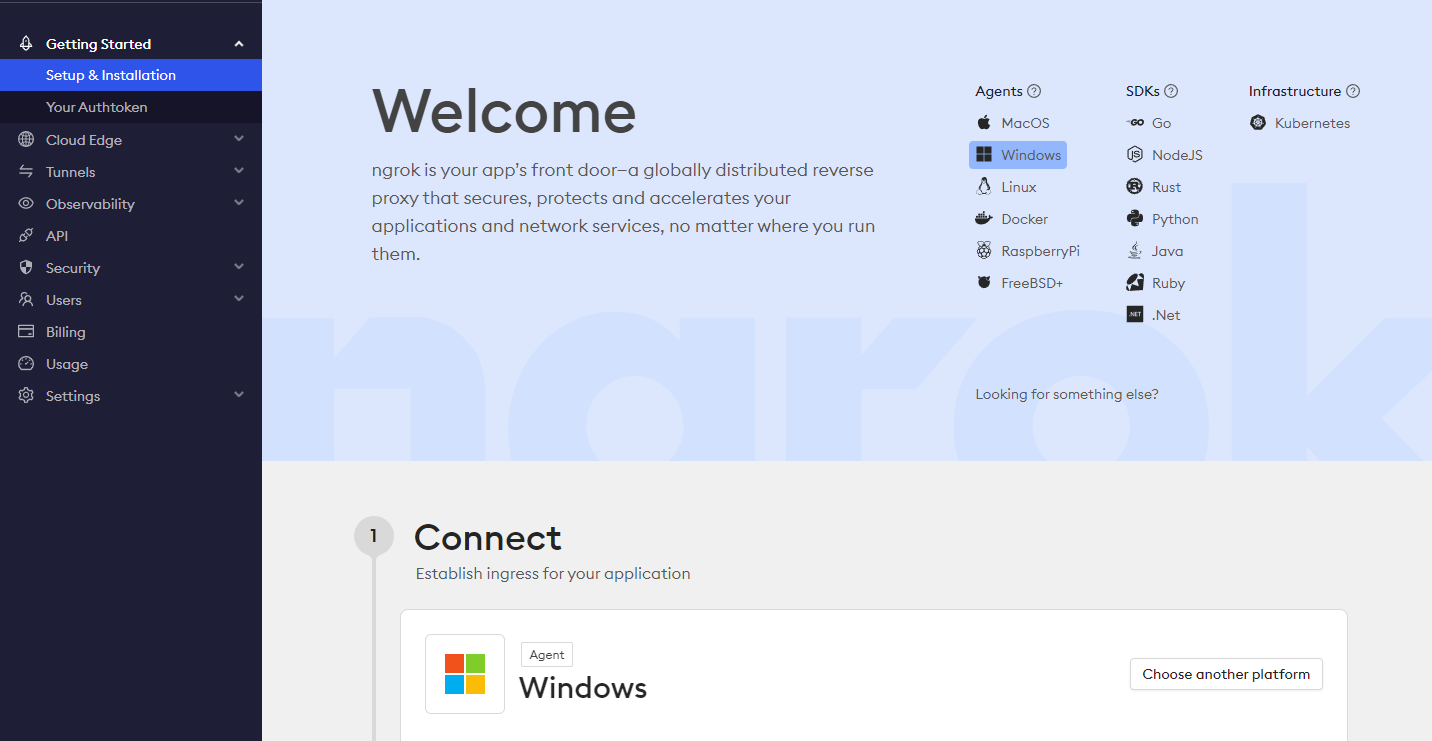 Getting Started
Setup & Installation
Your Authtoken
Cloud Edge
Tunnels
Observability
API
Security
Users
Billing
Usage
Settings
Welcome
ngrok is your app’s front door—a globally distributed reverse
proxy that secures, protects and accelerates your
applications and network services, no matter where you run
them.
Agents
MacOS
Windows
Linux
Docker
RaspberryPi
FreeBSD+
SDKs
GO Go
JS NodeJS
Rust
Python
Java
Ruby
.NET .Net
Infrastructure
Kubernetes
Looking for something else?
ngrok
1
Connect
Establish ingress for your application
Agent
Windows
Choose another platform